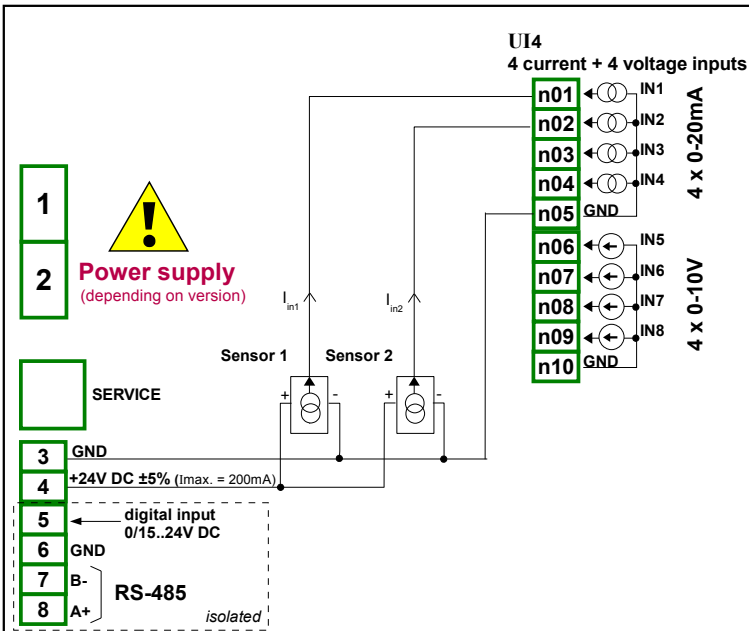 UI4
4 current + 4 voltage inputs
n01 IN1
n02 IN2
n03 IN3
n04 IN4
n05 GND
4 x 0-20mA
n06 IN5
n07 IN6
n08 IN7
n09 IN8
n10 GND
4 x 0-10V
1
2
Power supply
(depending on version)
Iin1
Iin2
Sensor 1 Sensor 2
+ - + -
SERVICE
3 GND
4 +24V DC ±5% (Imax. = 200mA)
5 digital input
0/15..24V DC
6 GND
7 B-
8 A+
RS-485
isolated